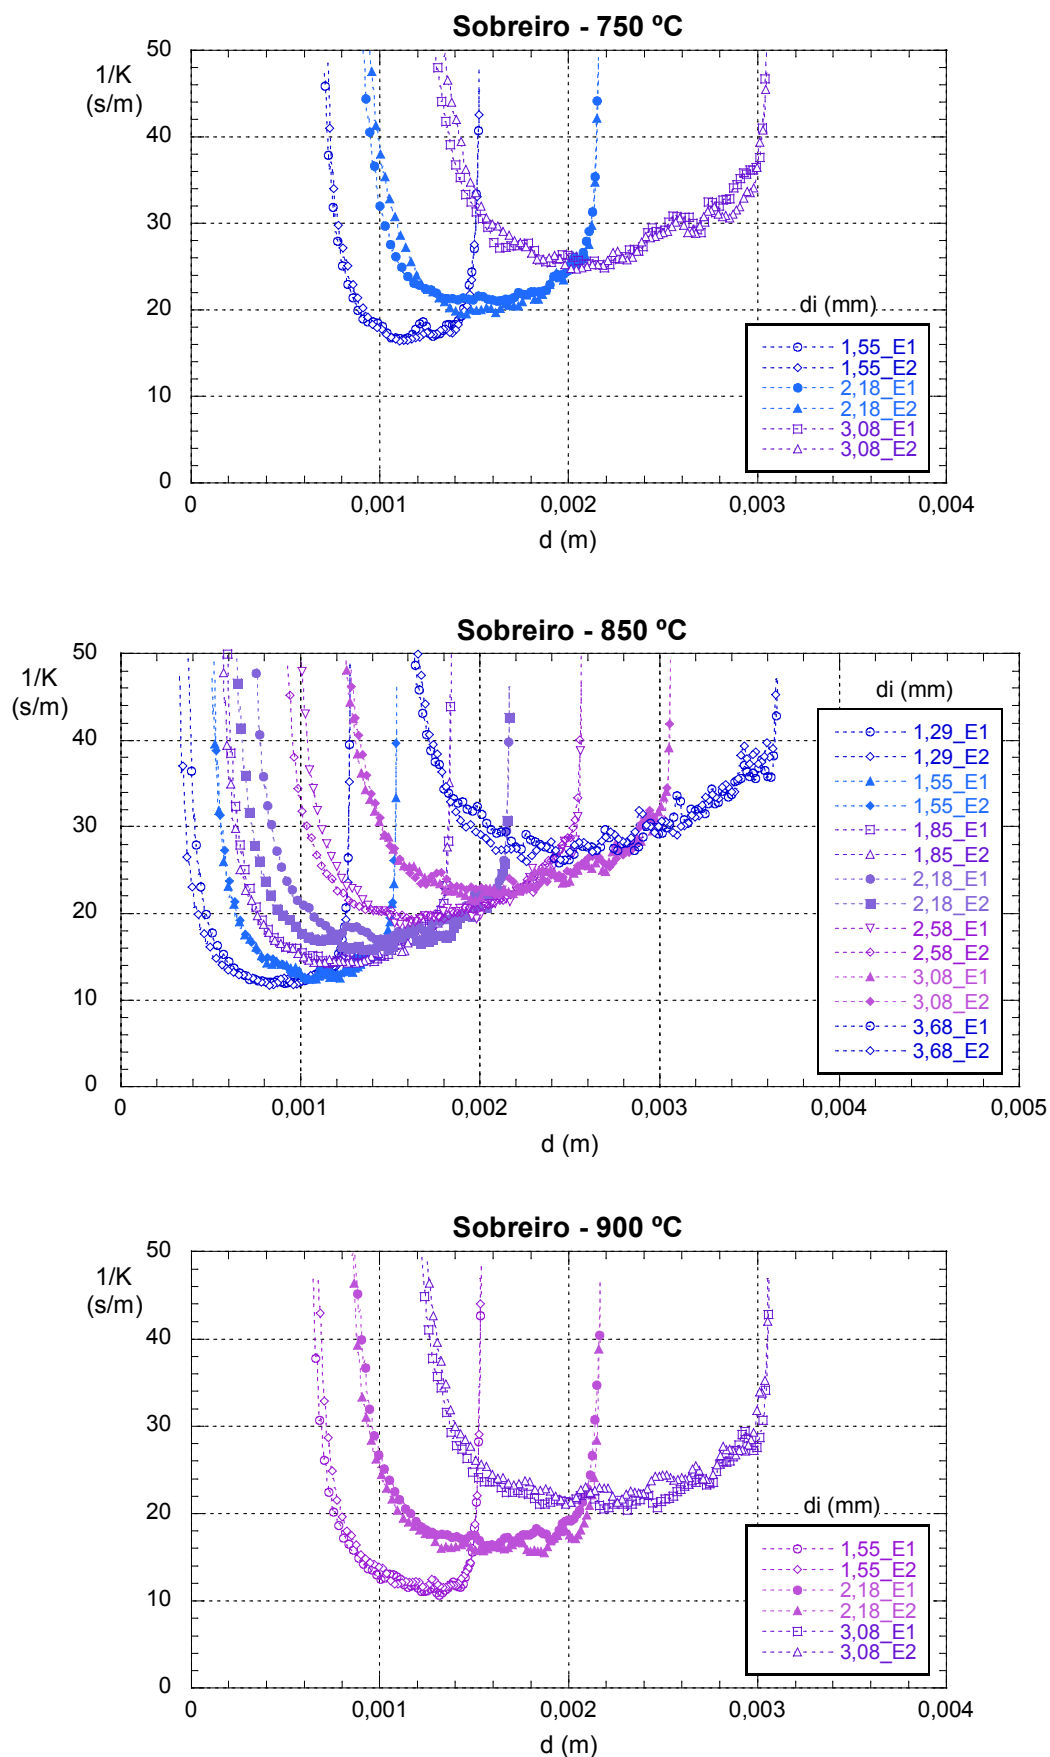 Sobreiro - 750 ºC
50
1/K
(s/m)
40
30
20
di (mm)
1,55_E1
1,55_E2
2,18_E1
2,18_E2
3,08_E1
3,08_E2
10
0
0
0,001
0,002
0,003
0,004
d (m)
Sobreiro - 850 ºC
50
1/K
(s/m)
40
30
20
10
0
di (mm)
1,29_E1
1,29_E2
1,55_E1
1,55_E2
1,85_E1
1,85_E2
2,18_E1
2,18_E2
2,58_E1
2,58_E2
3,08_E1
3,08_E2
3,68_E1
3,68_E2
0
0,001
0,002
0,003
0,004
0,005
d (m)
Sobreiro - 900 ºC
50
1/K
(s/m)
40
30
20
10
0
di (mm)
1,55_E1
1,55_E2
2,18_E1
2,18_E2
3,08_E1
3,08_E2
0
0,001
0,002
0,003
0,004
d (m)